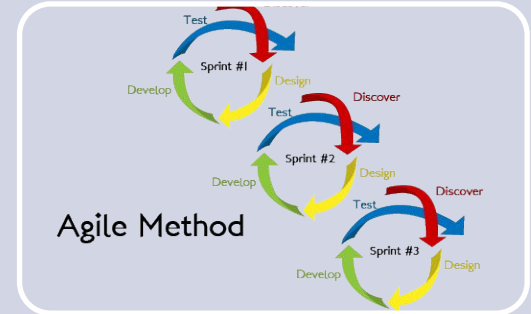 Discover
Test
Sprint #1
Design
Develop
Discover
Test
Sprint #2
Design
Develop
Discover
Test
Sprint #3
Design
Develop
Agile Method